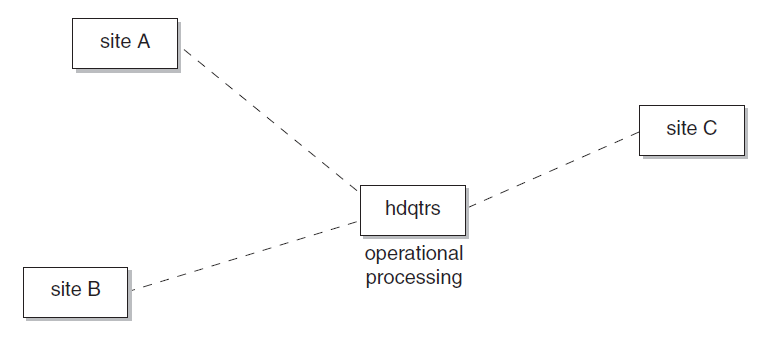 site A
site C
hdqtrs
operational
processing
site B